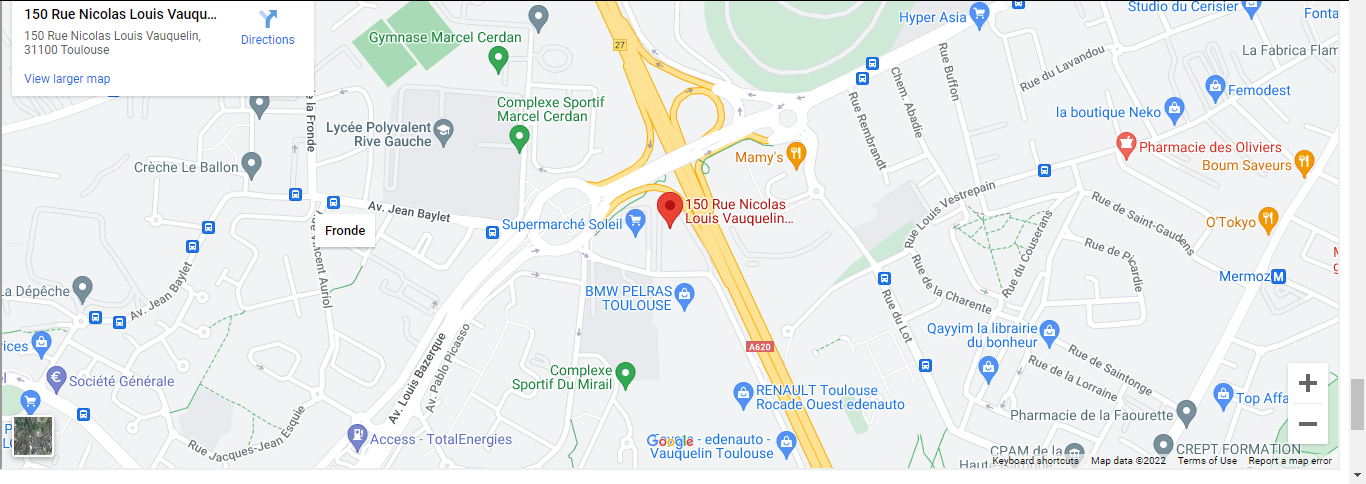 150 Rue Nicolas Louis Vauqu...
150 Rue Nicolas Louis Vauquelin,
31100 Toulouse
Directions
View larger map
Gymnase Marcel Cerdan
27
Hyper Asia
Studio du Cerisier
Fonta
La Fabrica Flam
Rue du Lavandou
Rue Buffon
Chem. Abadie
Rue Rembrandt
Femodest
la boutique Neko
Complexe Sportif
Marcel Cerdan
Lycée Polyvalent
Rive Gauche
e la Fronde
Crèche Le Ballon
Mamy's
Pharmacie des Oliviers
Boum Saveurs
Av. Jean Baylet
Fronde
Supermarché Soleil
150 Rue Nicolas
Louis Vauquelin...
Rue Louis Vestrepain
Rue de Saint-Gaudens
O'Tokyo
Rue du Couserans
Rue de Picardie
Mermoz
M
Rue Vincent Auriol
Av. Jean Baylet
La Dépêche
BMW PELRAS
TOULOUSE
Rue de la Charente
Rue du Lot
Qayyim la librairie
du bonheur
A620
Av. Louis Bazerque
Av. Pablo Picasso
rvices
Société Générale
Complexe
Sportif Du Mirail
RENAULT Toulouse
Rocade Ouest edenauto
Rue de Saintonge
Rue de la Lorraine
Top Affa
Pharmacie de la Faourette
Rue Jacques-Jean Esquié
Access - TotalEnergies
Google
Toyota - edenauto -
Vauquelin Toulouse
CPAM de la
CREPT FORMATION
Keyboard shortcuts
Map data ©2022
Terms of Use
Report a map error